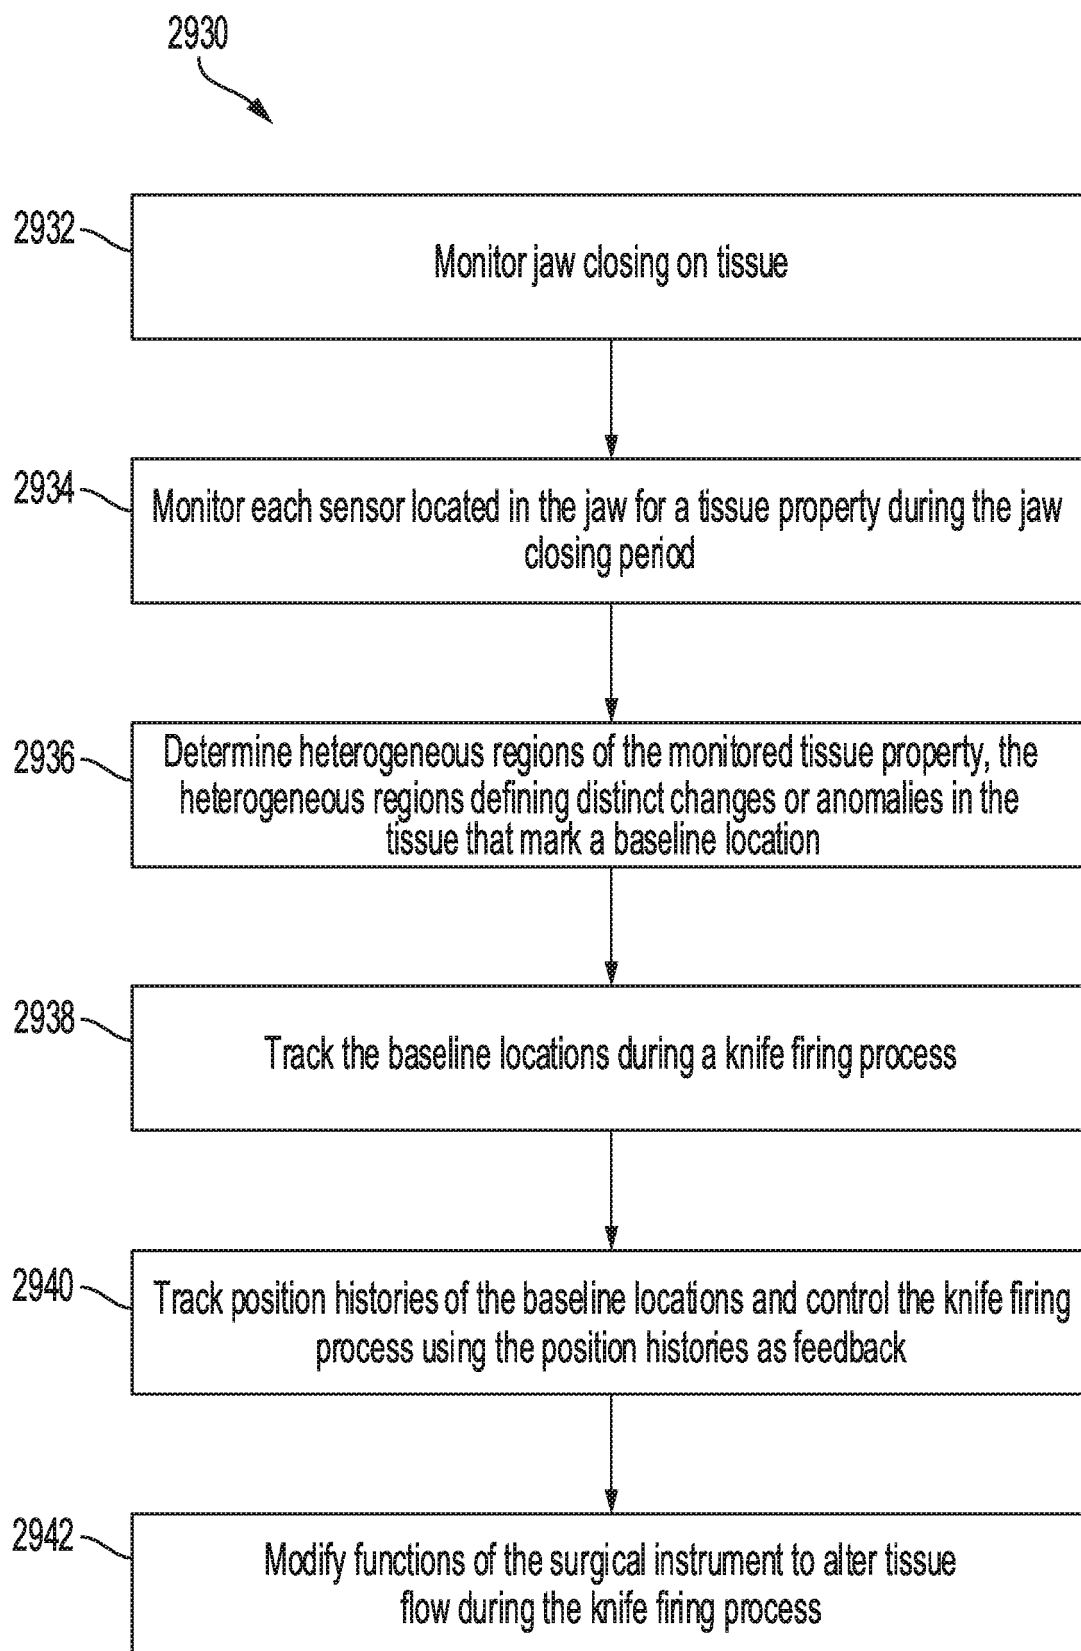 2930
2932
Monitor jaw closing on tissue
2934
Monitor each sensor located in the jaw for a tissue property during the jaw
closing period
2936
Determine heterogeneous regions of the monitored tissue property, the
heterogeneous regions defining distinct changes or anomalies in the
tissue that mark a baseline location
2938
Track the baseline locations during a knife firing process
2940
Track position histories of the baseline locations and control the knife firing
process using the position histories as feedback
2942
Modify functions of the surgical instrument to alter tissue
flow during the knife firing process